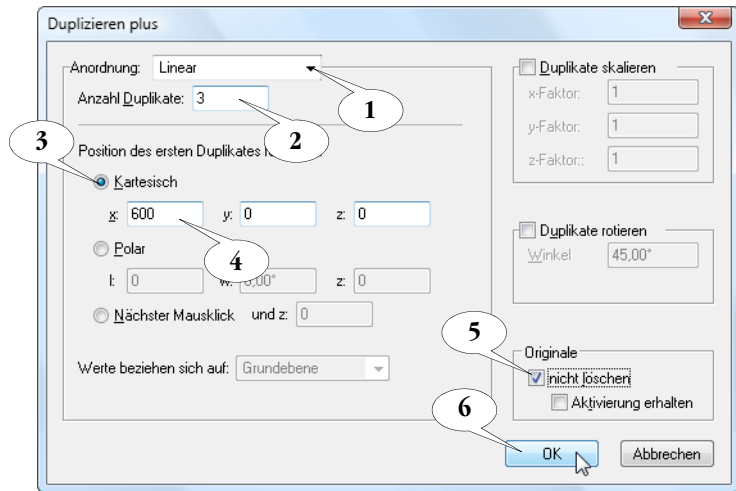 Duplizieren plus
Anordnung: Linear
1
Anzahl Duplikate: 3
2
Position des ersten Duplikates
3
Kartesisch
x: 600 y: 0 z: 0
4
Polar
l: 0 w: 0,00° z: 0
Nächster Mausklick und z: 0
Werte beziehen sich auf: Grundebene
Duplikate skalieren
x-Faktor: 1
y-Faktor: 1
z-Faktor:: 1
Duplikate rotieren
Winkel 45,00°
5
Originale
nicht löschen
Aktivierung erhalten
6
OK Abbrechen